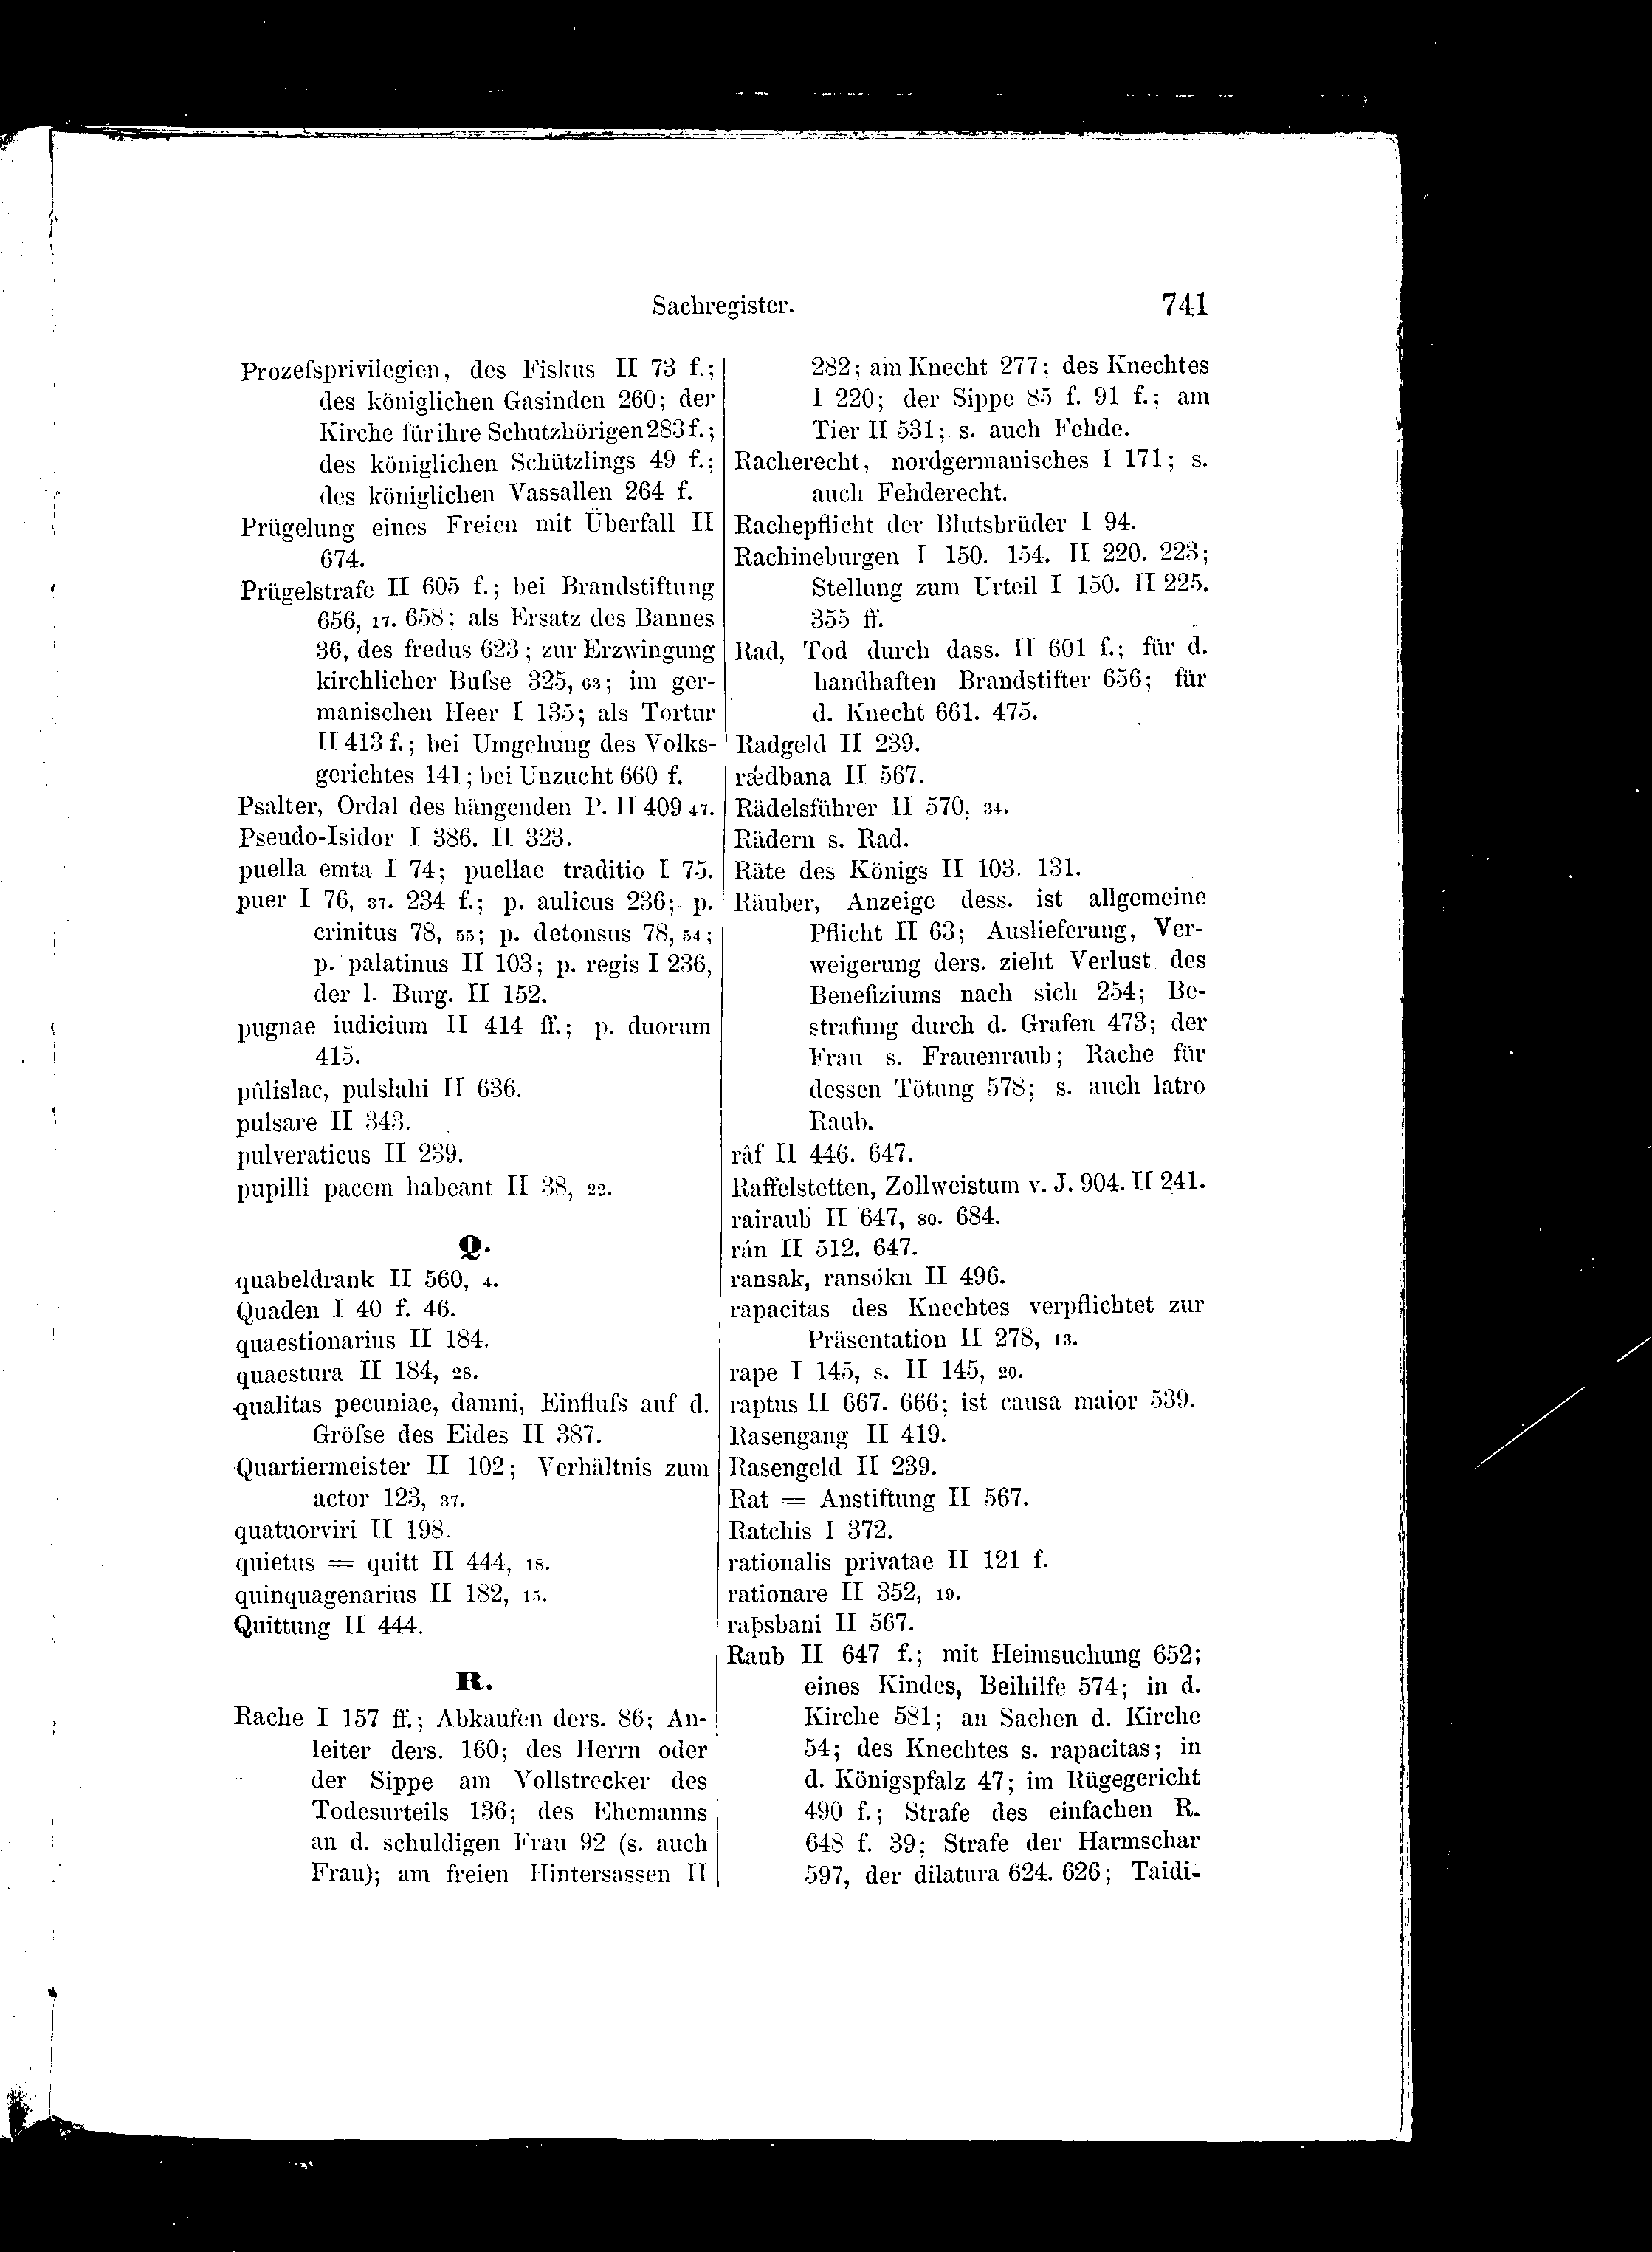 Sachregister. 741
Prozeſsprivilegien, des Fiskus II 73 f.;
des königlichen Gasinden 260; der
Kirche für ihre Schutzhörigen 283 f.;
des königlichen Schützlings 49 f.;
des königlichen Vassallen 264 f.
Prügelung eines Freien mit Überfall II
674.
Prügelstrafe II 605 f.; bei Brandstiftung
656, 17. 658; als Ersatz des Bannes
36, des fredus 623; zur Erzwingung
kirchlicher Buſse 325, 63; im ger-
manischen Heer I 135; als Tortur
II 413 f.; bei Umgehung des Volks-
gerichtes 141; bei Unzucht 660 f.
Psalter, Ordal des hängenden P. II 409 47.
Pseudo-Isidor I 386. II 323.
puella emta I 74; puellae traditio I 75.
puer I 76, 37. 234 f.; p. aulicus 236; p.
crinitus 78, 55; p. detonsus 78, 54;
p. palatinus II 103; p. regis I 236,
der l. Burg. II 152.
pugnae iudicium II 414 ff.; p. duorum
415.
pûlislac, pulslahi II 636.
pulsare II 343.
pulveraticus II 239.
pupilli pacem habeant II 38, 22.
Q.
quabeldrank II 560, 4.
Quaden I 40 f. 46.
quaestionarius II 184.
quaestura II 184, 28.
qualitas pecuniae, damni, Einfluſs auf d.
Gröſse des Eides II 387.
Quartiermeister II 102; Verhältnis zum
actor 123, 37.
quatuorviri II 198.
quietus = quitt II 444, 18.
quinquagenarius II 182, 15.
Quittung II 444.
R.
Rache I 157 ff.; Abkaufen ders. 86; An-
leiter ders. 160; des Herrn oder
der Sippe am Vollstrecker des
Todesurteils 136; des Ehemanns
an d. schuldigen Frau 92 (s. auch
Frau); am freien Hintersassen II
282; am Knecht 277; des Knechtes
I 220; der Sippe 85 f. 91 f.; am
Tier II 531; s. auch Fehde.
Racherecht, nordgermanisches I 171; s.
auch Fehderecht.
Rachepflicht der Blutsbrüder I 94.
Rachineburgen I 150. 154. II 220. 223;
Stellung zum Urteil I 150. II 225.
355 ff.
Rad, Tod durch dass. II 601 f.; für d.
handhaften Brandstifter 656; für
d. Knecht 661. 475.
Radgeld II 239.
rǽdbana II 567.
Rädelsführer II 570, 34.
Rädern s. Rad.
Räte des Königs II 103. 131.
Räuber, Anzeige dess. ist allgemeine
Pflicht II 63; Auslieferung, Ver-
weigerung ders. zieht Verlust des
Benefiziums nach sich 254; Be-
strafung durch d. Grafen 473; der
Frau s. Frauenraub; Rache für
dessen Tötung 578; s. auch latro
Raub.
râf II 446. 647.
Raffelstetten, Zollweistum v. J. 904. II 241.
rairaub II 647, 80. 684.
rán II 512. 647.
ransak, ransókn II 496.
rapacitas des Knechtes verpflichtet zur
Präsentation II 278, 13.
rape I 145, s. II 145, 20.
raptus II 667. 666; ist causa maior 539.
Rasengang II 419.
Rasengeld II 239.
Rat = Anstiftung II 567.
Ratchis I 372.
rationalis privatae II 121 f.
rationare II 352, 19.
raþsbani II 567.
Raub II 647 f.; mit Heimsuchung 652;
eines Kindes, Beihilfe 574; in d.
Kirche 581; an Sachen d. Kirche
54; des Knechtes s. rapacitas; in
d. Königspfalz 47; im Rügegericht
490 f.; Strafe des einfachen R.
648 f. 39; Strafe der Harmschar
597, der dilatura 624. 626; Taidi-